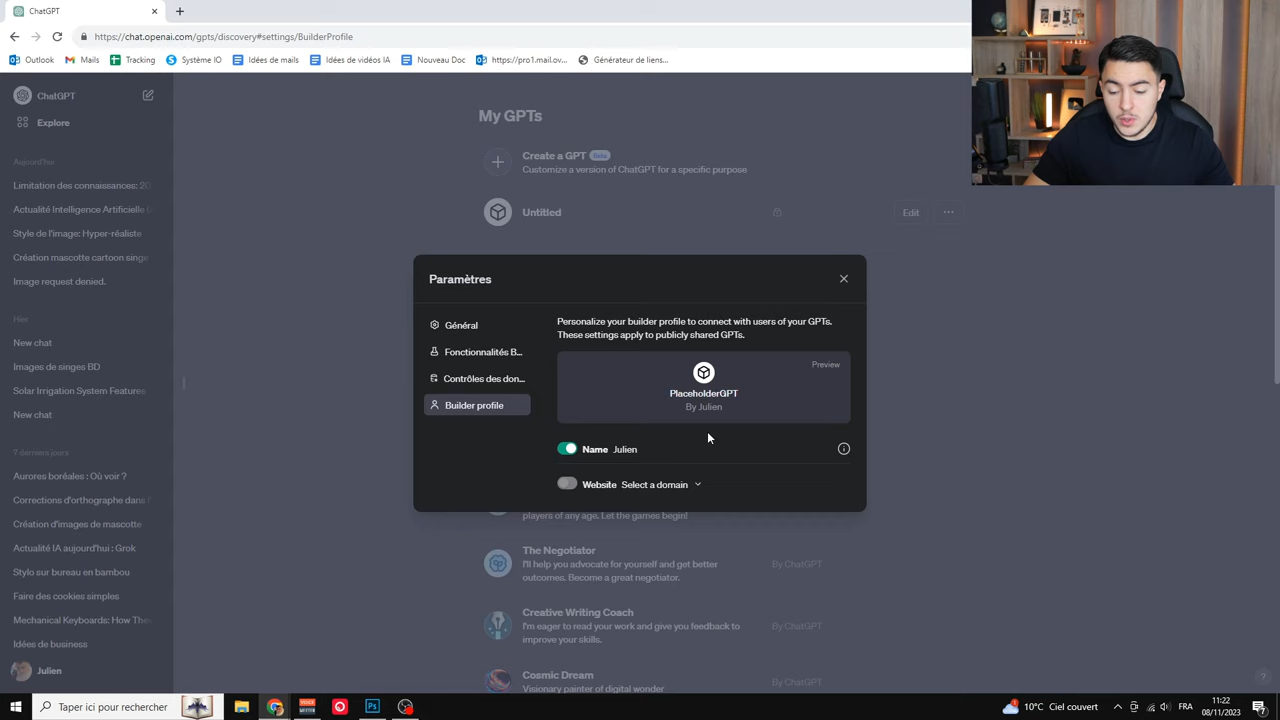 ChatGPT
https://chat.openai.com/gpts/discovery#settings/BuilderProfile
Outlook
Mails
Tracking
Système IO
Idées de mails
Idées de vidéos IA
Nouveau Doc
https://pro1.mail.ov...
Générateur de liens...
ChatGPT
Explore
Aujourd'hui
Limitation des connaissances: 20
Actualité Intelligence Artificielle
Style de l'image: Hyper-réaliste
Création mascotte cartoon singe
Image request denied.
Hier
New chat
Images de singes BD
Solar Irrigation System Features
New chat
7 derniers jours
Aurores boréales : Où voir ?
Corrections d'orthographe dans
Création d'images de mascotte
Actualité IA aujourd'hui : Grok
Stylo sur bureau en bambou
Faire des cookies simples
Mechanical Keyboards: How They
Idées de business
Julien
My GPTs
Create a GPT Beta
Customize a version of ChatGPT for a specific purpose
Untitled
Edit
...
Paramètres
Général
Fonctionnalités B...
Contrôles des don...
Builder profile
Personalize your builder profile to connect with users of your GPTs.
These settings apply to publicly shared GPTs.
Preview
PlaceholderGPT
By Julien
Name Julien
Website Select a domain
players of any age. Let the games begin!
The Negotiator
I'll help you advocate for yourself and get better
outcomes. Become a great negotiator.
By ChatGPT
Creative Writing Coach
I'm eager to read your work and give you feedback to
improve your skills.
By ChatGPT
Cosmic Dream
Visionary painter of digital wonder
By ChatGPT
?
Taper ici pour rechercher
10°C Ciel couvert
FRA
11:22
08/11/2023